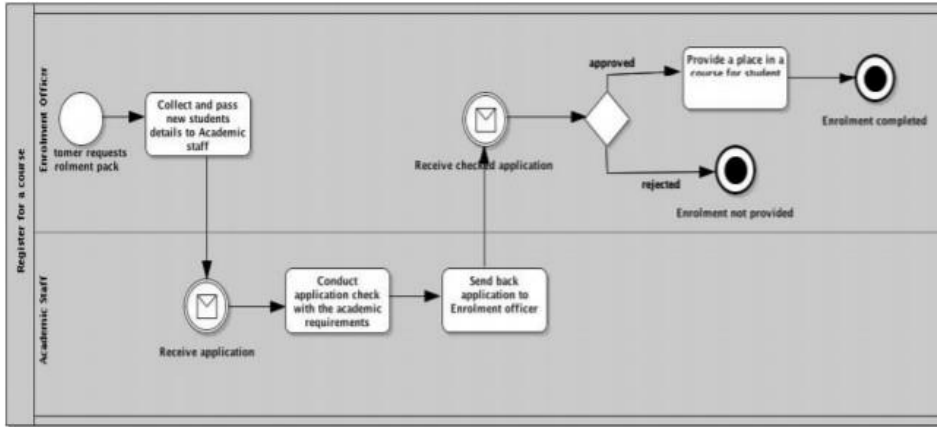 Register for a course
Enrolment Officer
tomer requests
rolment pack
Collect and pass
new students
details to Academic
staff
Receive checked application
approved
rejected
Provide a place in a
course for student
Enrolment completed
Enrolment not provided
Academic Staff
Receive application
Conduct
application check
with the academic
requirements
Send back
application to
Enrolment officer